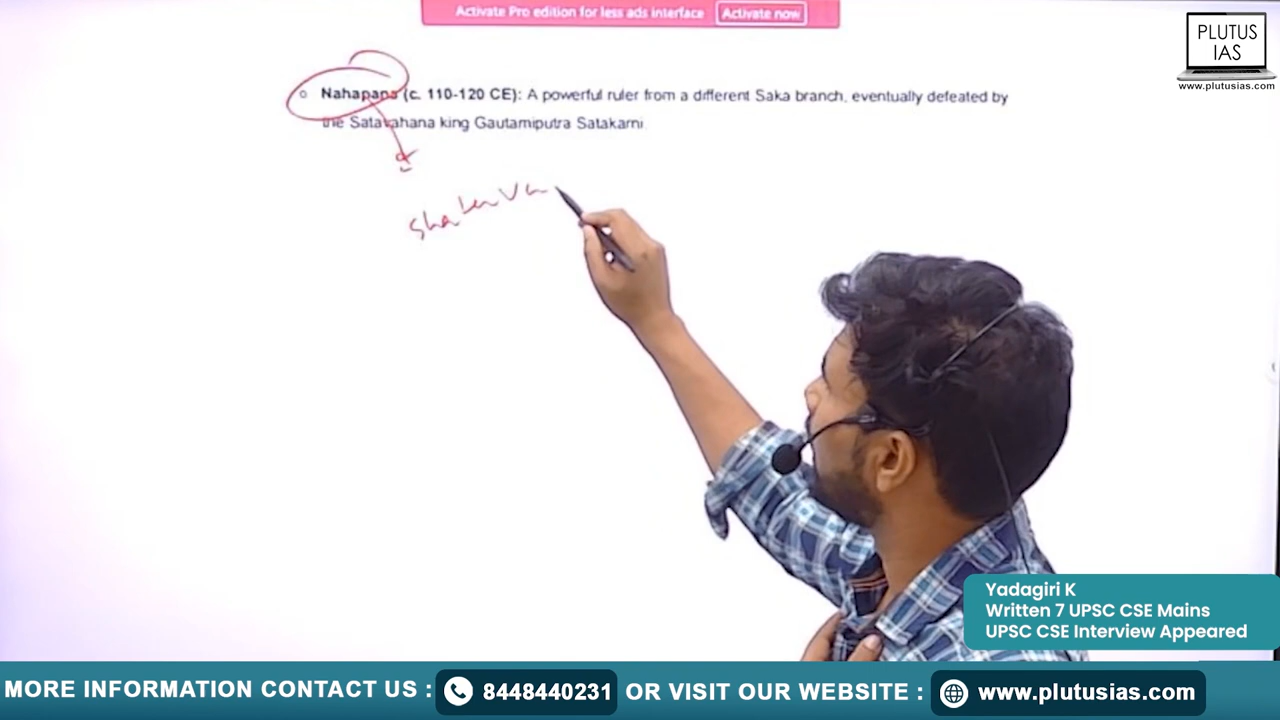 Activate Pro edition for less ads interface Activate now
PLUTUS
IAS
www.plutusias.com
Nahapana (c. 110-120 CE): A powerful ruler from a different Saka branch, eventually defeated by
the Satavahana king Gautamiputra Satakarni
Yadagiri K
Written 7 UPSC CSE Mains
UPSC CSE Interview Appeared
MORE INFORMATION CONTACT US : 8448440231 OR VISIT OUR WEBSITE : www.plutusias.com